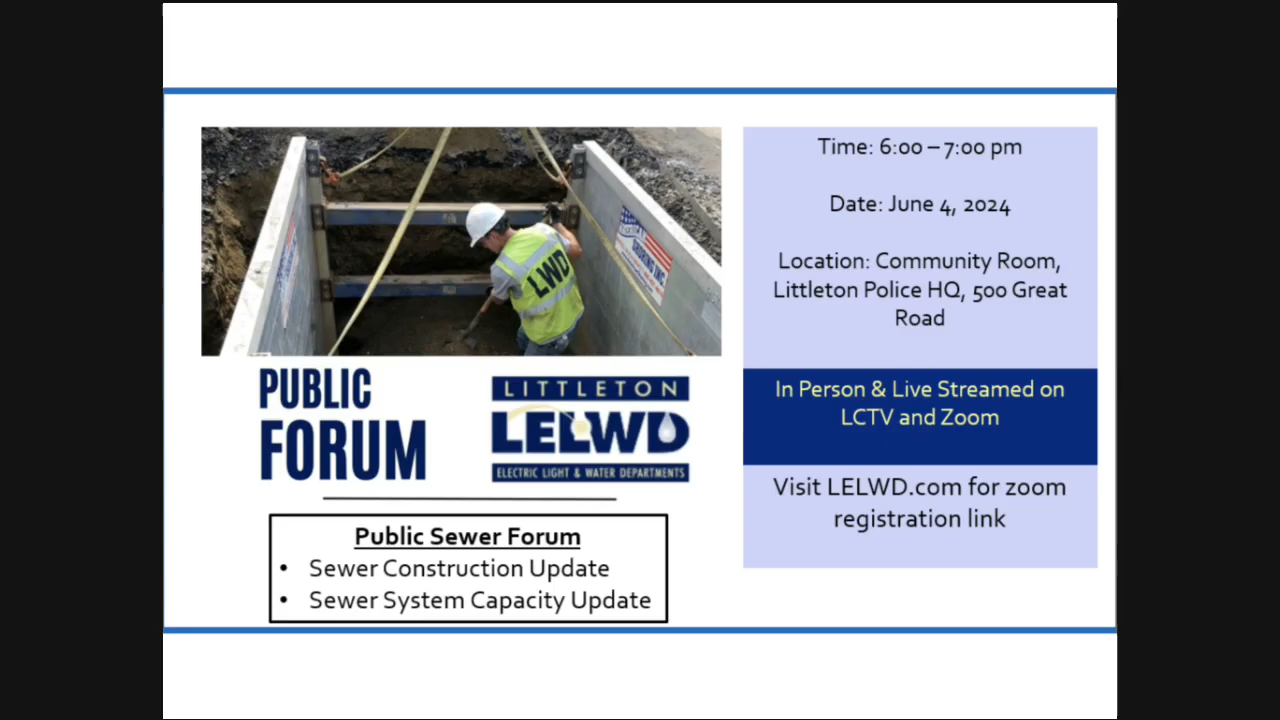 LWD
SHORING INC
PUBLIC
FORUM
LITTLETON
LELWD
ELECTRIC LIGHT & WATER DEPARTMENTS
Public Sewer Forum
• Sewer Construction Update
• Sewer System Capacity Update
Time: 6:00 – 7:00 pm
Date: June 4, 2024
Location: Community Room,
Littleton Police HQ, 500 Great
Road
In Person & Live Streamed on
LCTV and Zoom
Visit LELWD.com for zoom
registration link